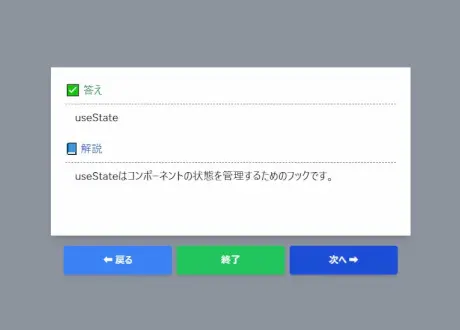 ✅ 答え
useState
📘 解説
useStateはコンポーネントの状態を管理するためのフックです。
⬅ 戻る
終了
次へ ➡